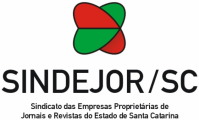 SINDEJOR/SC
Sindicato das Empresas Proprietárias de
Jornais e Revistas do Estado de Santa Catarina